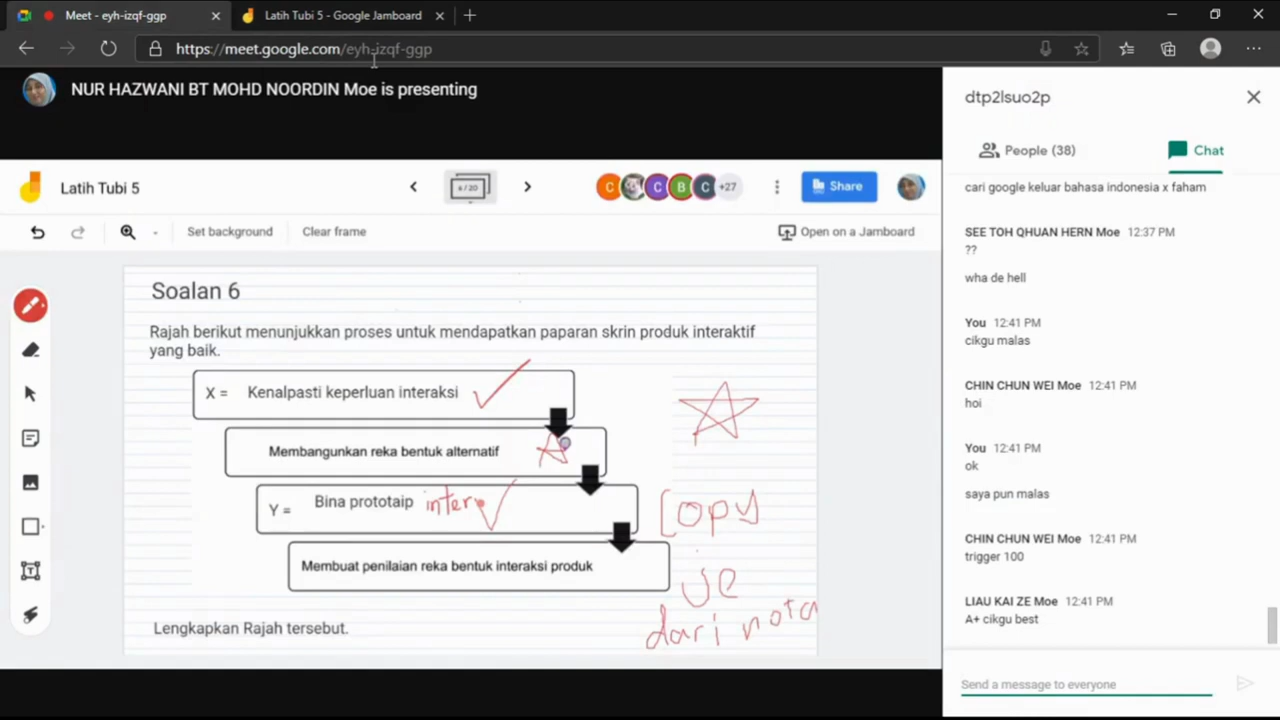 Meet - eyh-izqf-ggp
Latih Tubi 5 - Google Jamboard
https://meet.google.com/eyh-izqf-ggp
NUR HAZWANI BT MOHD NOORDIN Moe is presenting
Latih Tubi 5
6/20
C
C
B
C
+27
Share
Set background
Clear frame
Open on a Jamboard
Soalan 6
Rajah berikut menunjukkan proses untuk mendapatkan paparan skrin produk interaktif
yang baik.
X = Kenalpasti keperluan interaksi
Membangunkan reka bentuk alternatif
Y = Bina prototaip inter
Membuat penilaian reka bentuk interaksi produk
Copy
je
dari nota
Lengkapkan Rajah tersebut.
dtp2lsuo2p
People (38)
Chat
cari google keluar bahasa indonesia x faham
SEE TOH QHUAN HERN Moe 12:37 PM
??
wha de hell
You 12:41 PM
cikgu malas
CHIN CHUN WEI Moe 12:41 PM
hoi
You 12:41 PM
ok
saya pun malas
CHIN CHUN WEI Moe 12:41 PM
trigger 100
LIAU KAI ZE Moe 12:41 PM
A+ cikgu best
Send a message to everyone